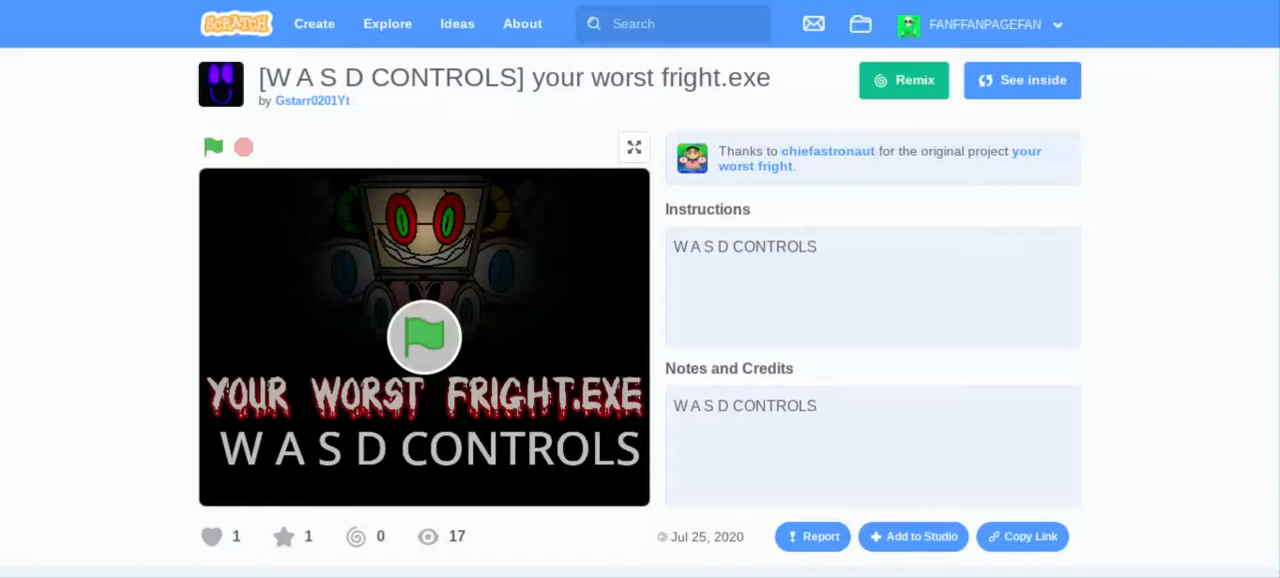 SCRATCH Create Explore Ideas About Search FANFFANPAGEFAN
[W A S D CONTROLS] your worst fright.exe
by Gstarr0201Yt
Remix See inside
Thanks to chiefastronaut for the original project your
worst fright.
Instructions
W A S D CONTROLS
YOUR WORST FRIGHT.EXE
W A S D CONTROLS
Notes and Credits
W A S D CONTROLS
1 1 0 17
Jul 25, 2020 Report Add to Studio Copy Link